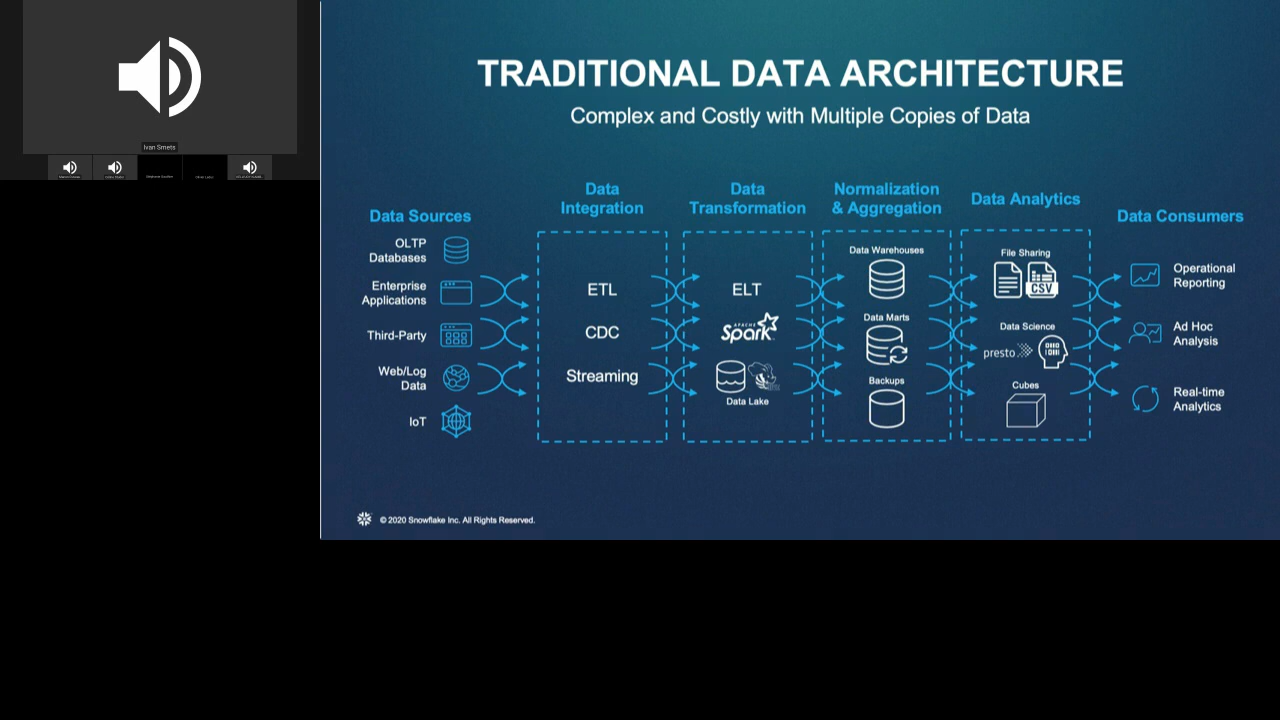 Ivan Smets
TRADITIONAL DATA ARCHITECTURE
Complex and Costly with Multiple Copies of Data
Data Sources
OLTP
Databases
Enterprise
Applications
Third-Party
Web/Log
Data
IoT
Data
Integration
ETL
CDC
Streaming
Data
Transformation
ELT
APACHE
Spark
Data Lake
Normalization
& Aggregation
Data Warehouses
Data Marts
Backups
Data Analytics
File Sharing
CSV
Data Science
presto
Cubes
Data Consumers
Operational
Reporting
Ad Hoc
Analysis
Real-time
Analytics
© 2020 Snowflake Inc. All Rights Reserved.